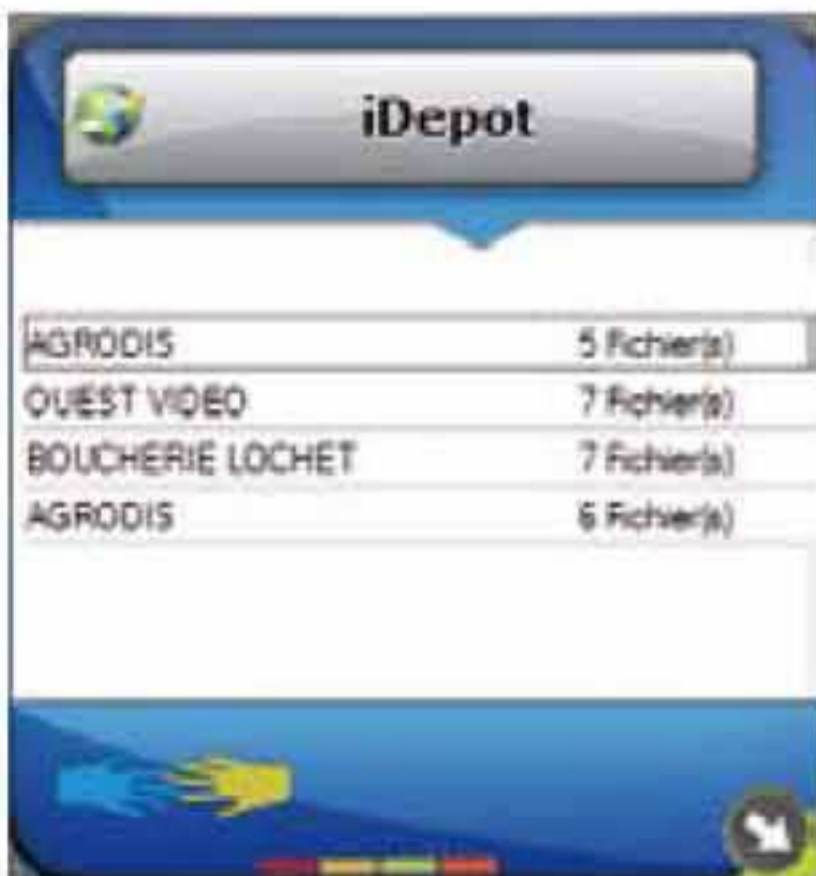 iDepot
AGRODIS 5 Fichier(s)
OUEST VIDEO 7 Fichier(s)
BOUCHERIE LOCHET 7 Fichier(s)
AGRODIS 6 Fichier(s)